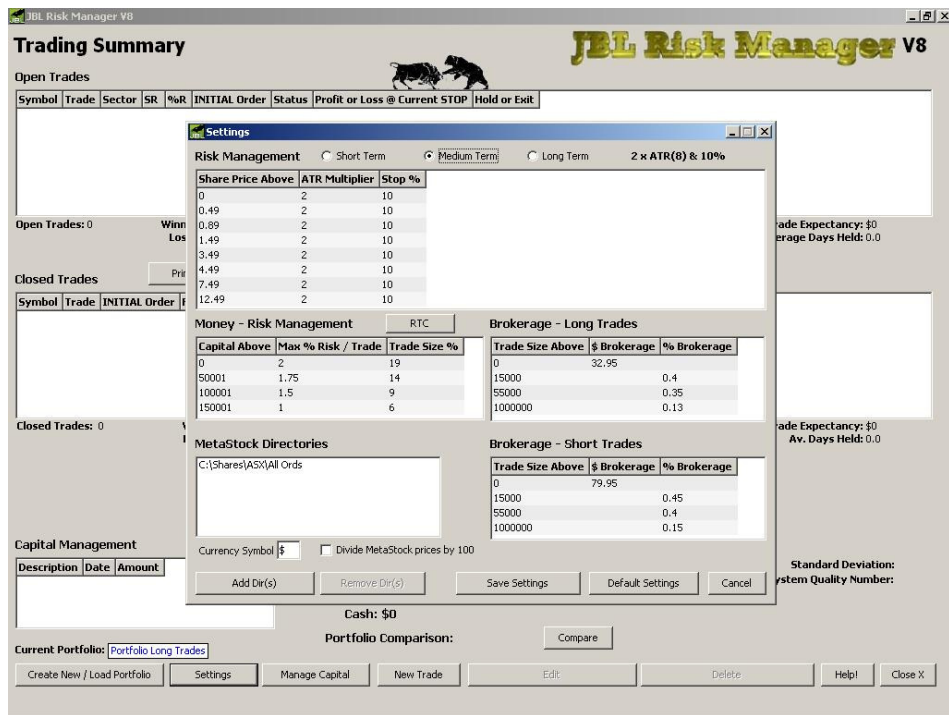 JBL Risk Manager V8
Trading Summary
JBL Risk Manager V8
Open Trades
Symbol Trade Sector SR %R INITIAL Order Status Profit or Loss @ Current STOP Hold or Exit
Settings
Risk Management Short Term Medium Term Long Term 2 x ATR(8) & 10%
Share Price Above ATR Multiplier Stop %
0 2 10
0.49 2 10
0.89 2 10
1.49 2 10
3.49 2 10
4.49 2 10
7.49 2 10
12.49 2 10
Open Trades: 0 Winn ade Expectancy: $0
Los erage Days Held: 0.0
Closed Trades Prin
Symbol Trade INITIAL Order
Money - Risk Management RTC Brokerage - Long Trades
Capital Above Max % Risk / Trade Trade Size %
0 2 19
50001 1.75 14
100001 1.5 9
150001 1 6
Trade Size Above $ Brokerage % Brokerage
0 32.95
15000 0.4
55000 0.35
1000000 0.13
Closed Trades: 0 ade Expectancy: $0
Av. Days Held: 0.0
MetaStock Directories
C:\Shares\ASX\All Ords
Brokerage - Short Trades
Trade Size Above $ Brokerage % Brokerage
0 79.95
15000 0.45
55000 0.4
1000000 0.15
Currency Symbol $ Divide MetaStock prices by 100
Add Dir(s) Remove Dir(s) Save Settings Default Settings Cancel
Capital Management
Description Date Amount
Standard Deviation:
ystem Quality Number:
Cash: $0
Portfolio Comparison: Compare
Current Portfolio: Portfolio Long Trades
Create New / Load Portfolio Settings Manage Capital New Trade Edit Delete Help! Close X